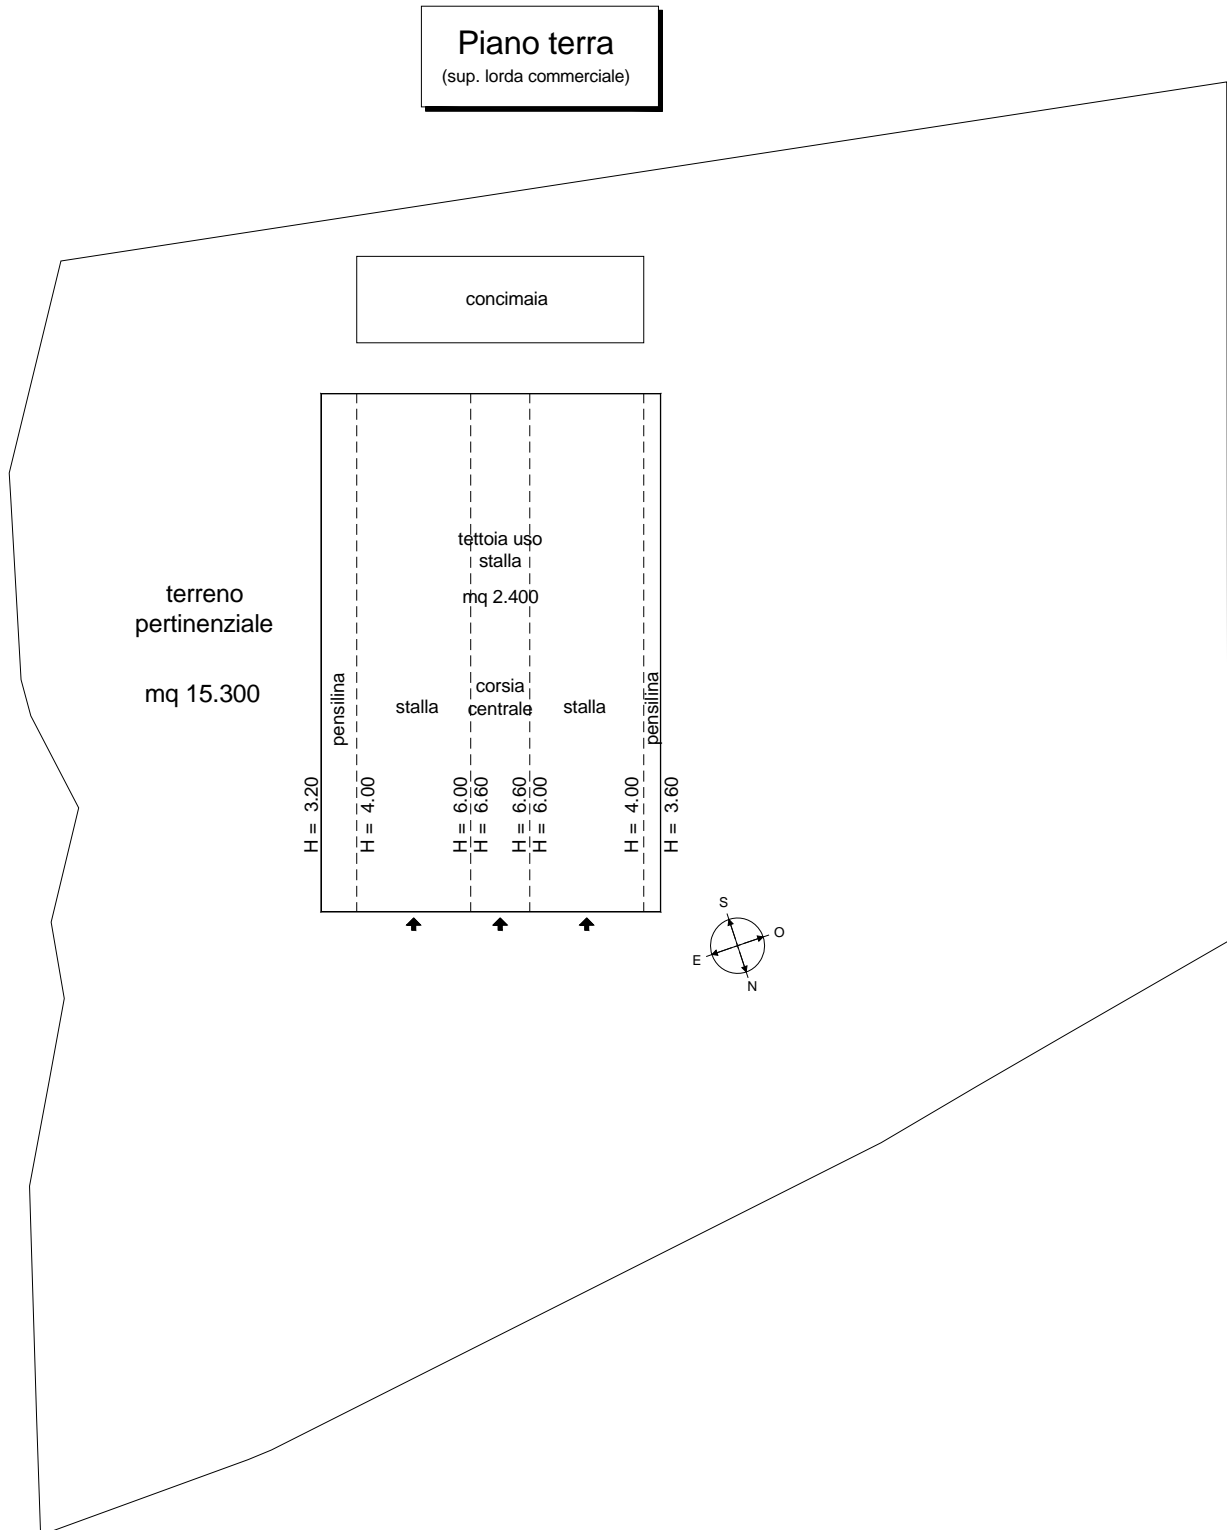 Piano terra
(sup. lorda commerciale)
concimaia
tettoia uso
stalla
mq 2.400
terreno
pertinenziale
mq 15.300
pensilina
stalla
corsia
centrale
stalla
pensilina
H = 3.20
H = 4.00
H = 6.00
H = 6.60
H = 6.60
H = 6.00
H = 4.00
H = 3.60
S
O
E
N